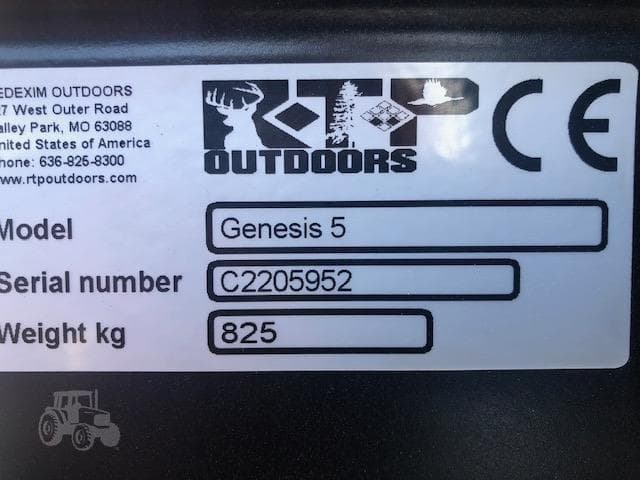 EDEXIM OUTDOORS
7 West Outer Road
alley Park, MO 63088
nited States of America
hone: 636-825-8300
ww.rtpoutdoors.com
RTP
OUTDOORS
CE
Model
Genesis 5
Serial number
C2205952
Weight kg
825